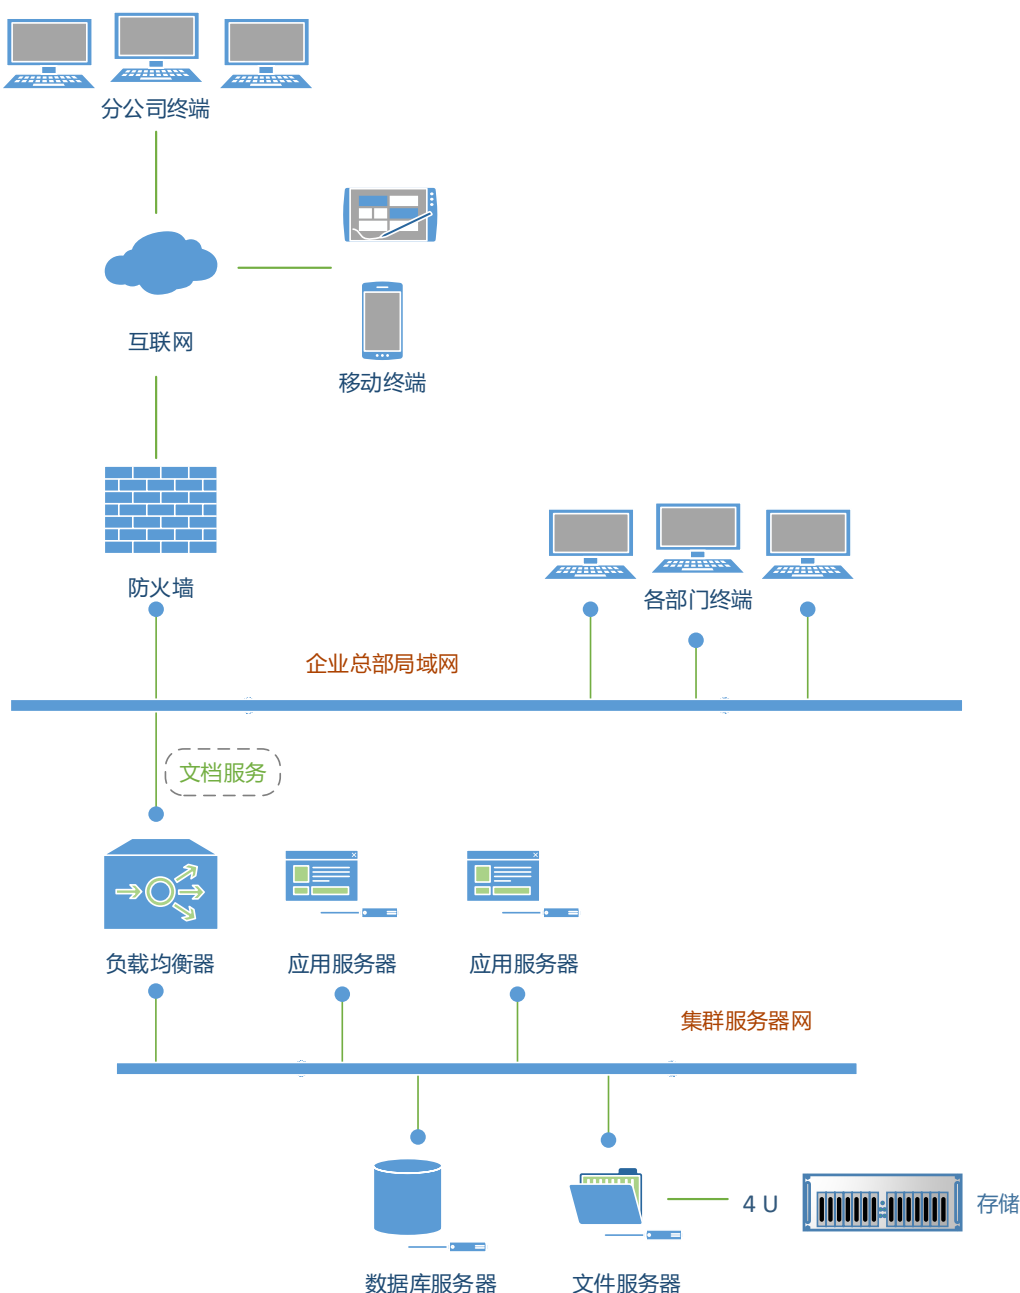 分公司终端
互联网
移动终端
防火墙
各部门终端
企业总部局域网
文档服务
负载均衡器
应用服务器
应用服务器
集群服务器网
4 U
存储
数据库服务器
文件服务器